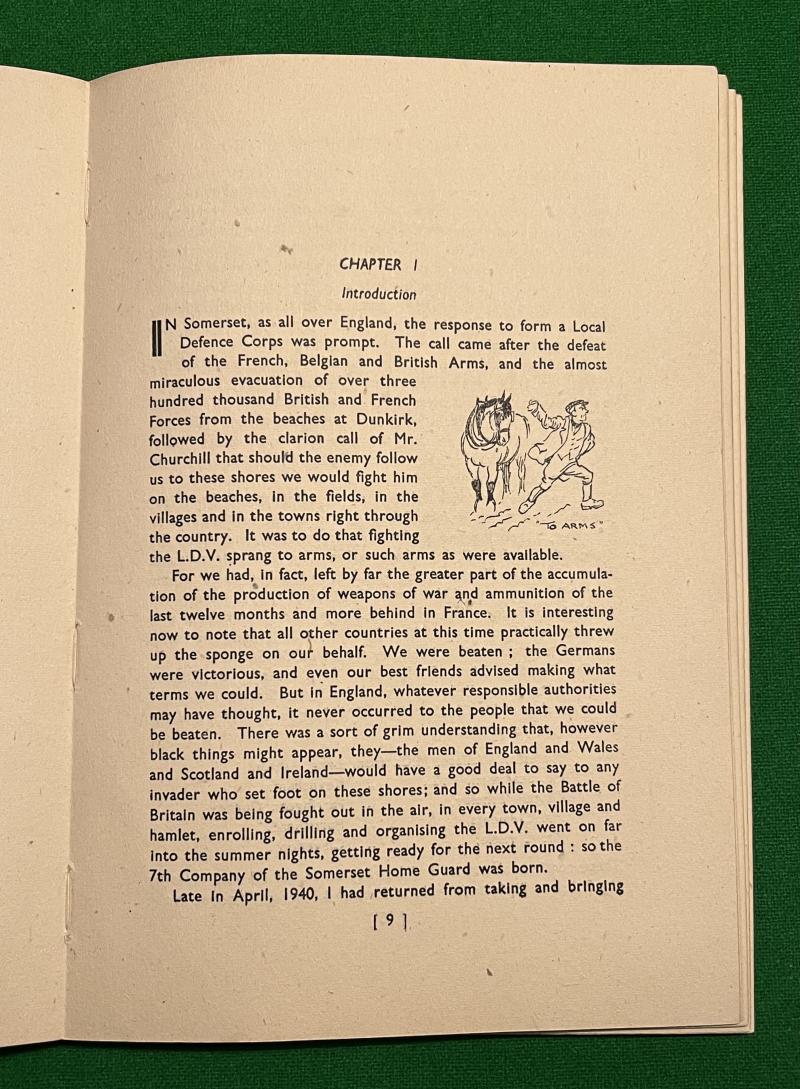 CHAPTER I
Introduction
IN Somerset, as all over England, the response to form a Local
Defence Corps was prompt. The call came after the defeat
of the French, Belgian and British Arms, and the almost
miraculous evacuation of over three
hundred thousand British and French
Forces from the beaches at Dunkirk,
followed by the clarion call of Mr.
Churchill that should the enemy follow
us to these shores we would fight him
on the beaches, in the fields, in the
villages and in the towns right through
the country. It was to do that fighting
"TO ARMS"
the L.D.V. sprang to arms, or such arms as were available.
For we had, in fact, left by far the greater part of the accumula-
tion of the production of weapons of war and ammunition of the
last twelve months and more behind in France. It is interesting
now to note that all other countries at this time practically threw
up the sponge on our behalf. We were beaten ; the Germans
were victorious, and even our best friends advised making what
terms we could. But in England, whatever responsible authorities
may have thought, it never occurred to the people that we could
be beaten. There was a sort of grim understanding that, however
black things might appear, they—the men of England and Wales
and Scotland and Ireland—would have a good deal to say to any
invader who set foot on these shores; and so while the Battle of
Britain was being fought out in the air, in every town, village and
hamlet, enrolling, drilling and organising the L.D.V. went on far
into the summer nights, getting ready for the next round : so the
7th Company of the Somerset Home Guard was born.
Late in April, 1940, I had returned from taking and bringing
[ 9 ]